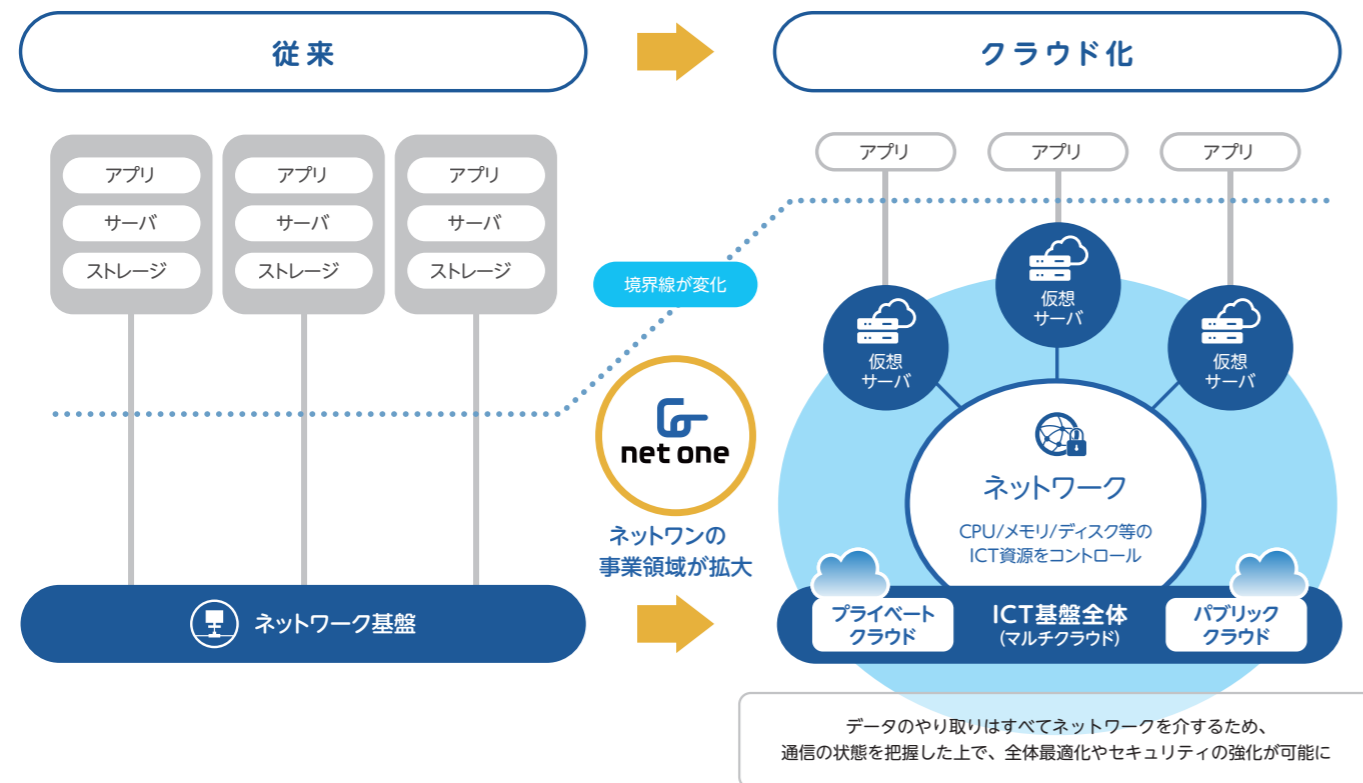 従来
クラウド化
アプリ
サーバ
ストレージ
アプリ
サーバ
ストレージ
アプリ
サーバ
ストレージ
ネットワーク基盤
境界線が変化
net one
ネットワンの
事業領域が拡大
アプリ
アプリ
アプリ
仮想
サーバ
仮想
サーバ
仮想
サーバ
ネットワーク
CPU/メモリ/ディスク等の
ICT資源をコントロール
プライベート
クラウド
ICT基盤全体
(マルチクラウド)
パブリック
クラウド
データのやり取りはすべてネットワークを介するため、
通信の状態を把握した上で、全体最適化やセキュリティの強化が可能に